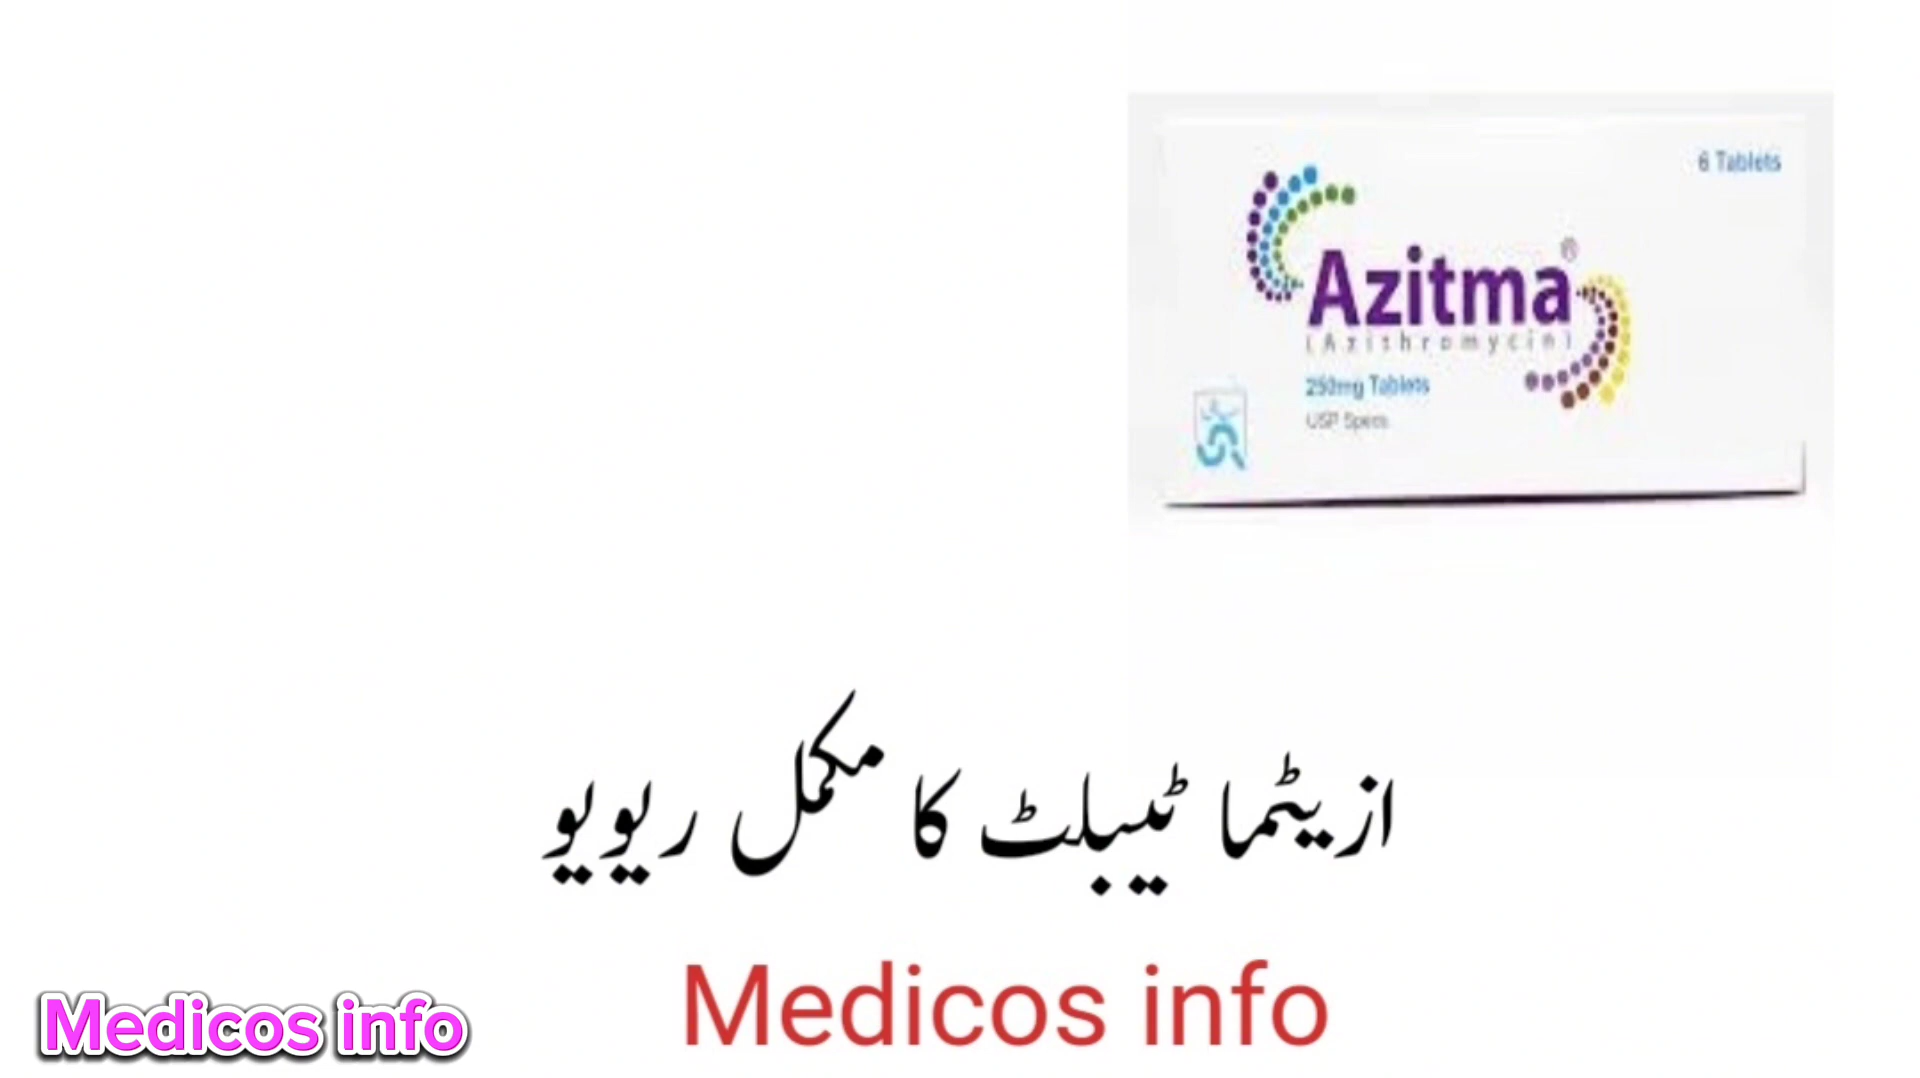 6 Tablets
Azitma®
(Azithromycin)
250mg Tablets
USP Specs
ازیٹما ٹیبلٹ کا مکمل ریویو
Medicos info
Medicos info